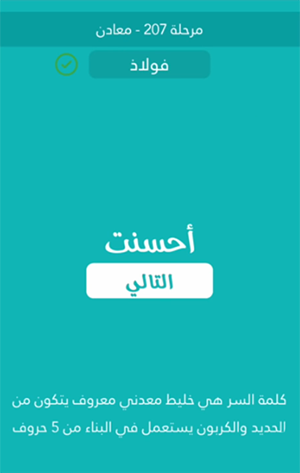 مرحلة 207 - معادن
فولاذ
أحسنت
التالي
كلمة السر هي خليط معدني معروف يتكون من
الحديد والكربون يستعمل في البناء من 5 حروف